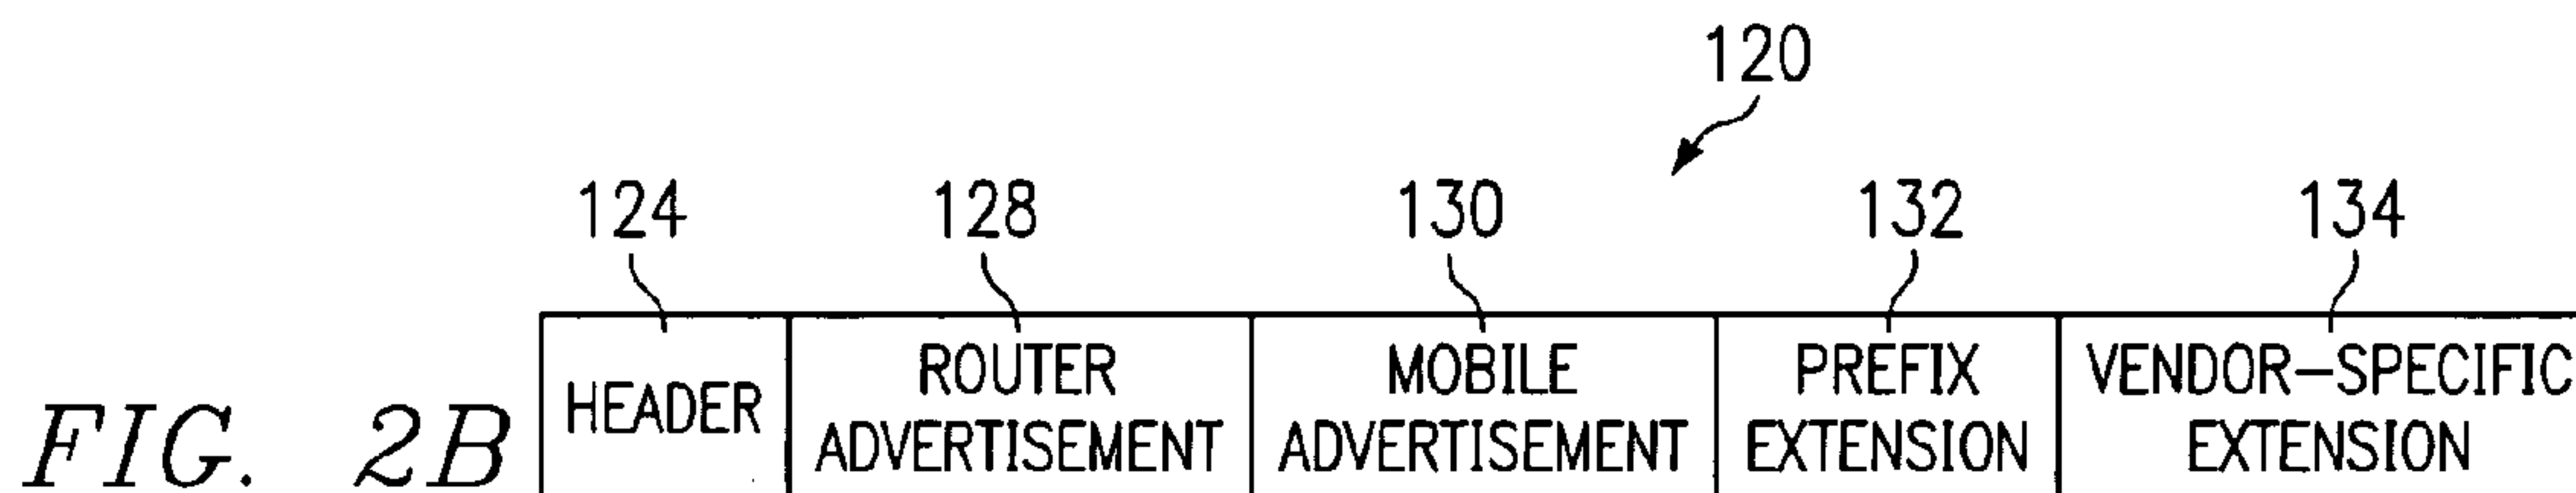 120
124 128 130 132 134
HEADER
ROUTER
ADVERTISEMENT
MOBILE
ADVERTISEMENT
PREFIX
EXTENSION
VENDOR-SPECIFIC
EXTENSION
FIG. 2B